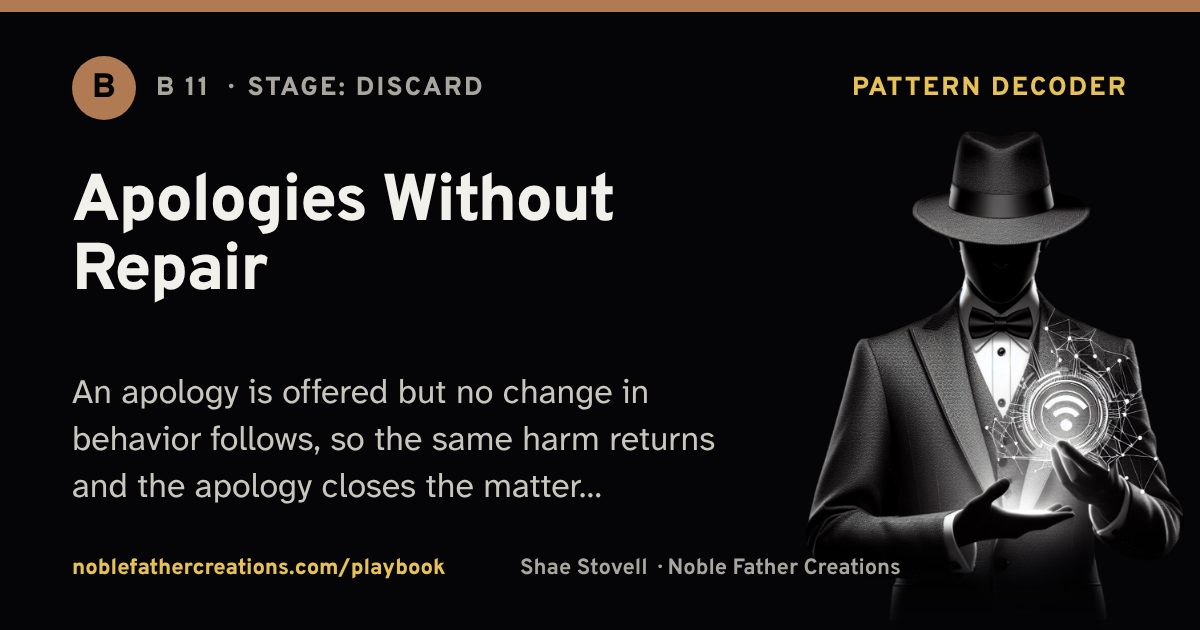 B
B 11 · STAGE: DISCARD
PATTERN DECODER
Apologies Without
Repair
An apology is offered but no change in
behavior follows, so the same harm returns
and the apology closes the matter...
noblefathercreations.com/playbook
Shae Stovell · Noble Father Creations